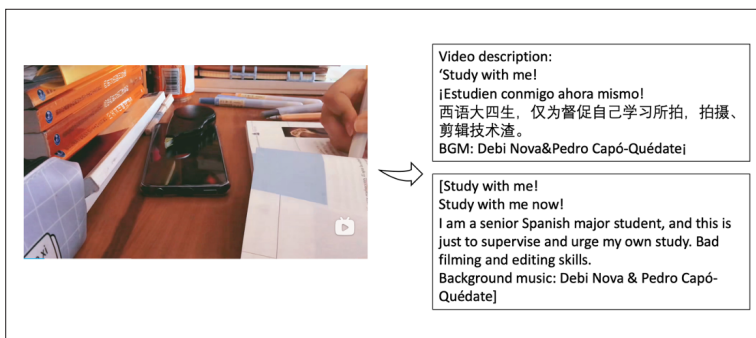 Video description:
‘Study with me!
¡Estudien conmigo ahora mismo!
西语大四生，仅为督促自己学习所拍，拍摄、
剪辑技术渣。
BGM: Debi Nova&Pedro Capó-Quédate¡
[Study with me!
Study with me now!
I am a senior Spanish major student, and this is
just to supervise and urge my own study. Bad
filming and editing skills.
Background music: Debi Nova & Pedro Capó-
Quédate]